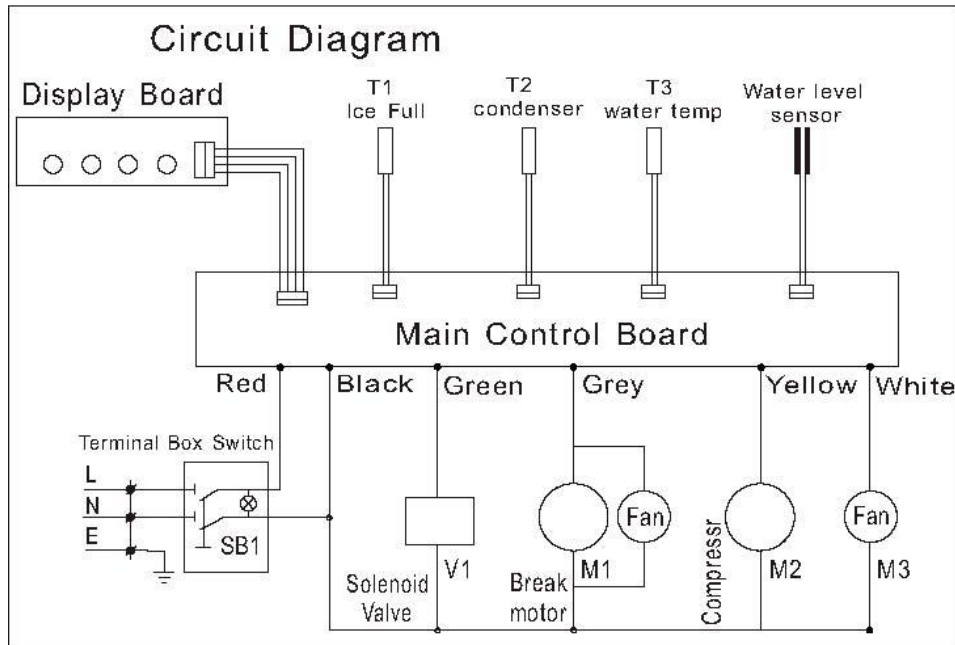 Circuit Diagram
Display Board
T1
Ice Full
T2
condenser
T3
water temp
Water level
sensor
Main Control Board
Red
Black
Green
Grey
Yellow
White
Terminal Box Switch
L
N
E
SB1
Solenoid
Valve
V1
Break
motor
M1
Fan
Compressr
M2
Fan
M3